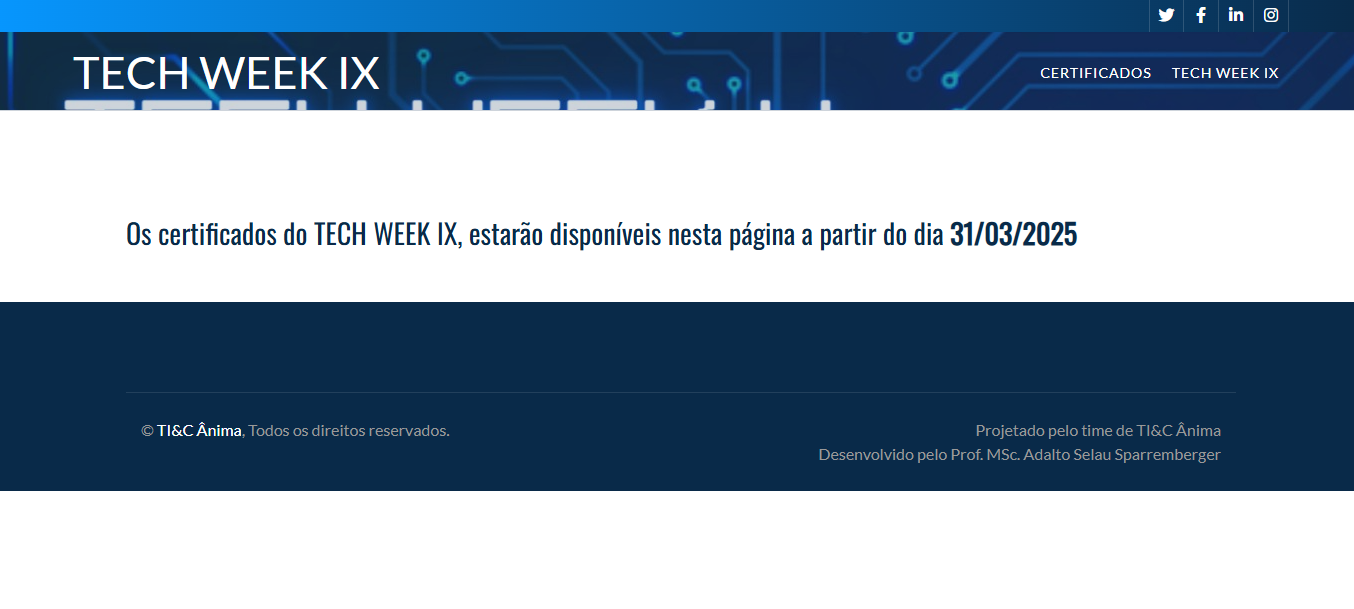 TECH WEEK IX
CERTIFICADOS TECH WEEK IX
Os certificados do TECH WEEK IX, estarão disponíveis nesta página a partir do dia 31/03/2025
© TI&C Ânima, Todos os direitos reservados.
Projetado pelo time de TI&C Ânima
Desenvolvido pelo Prof. MSc. Adalto Selau Sparremberger